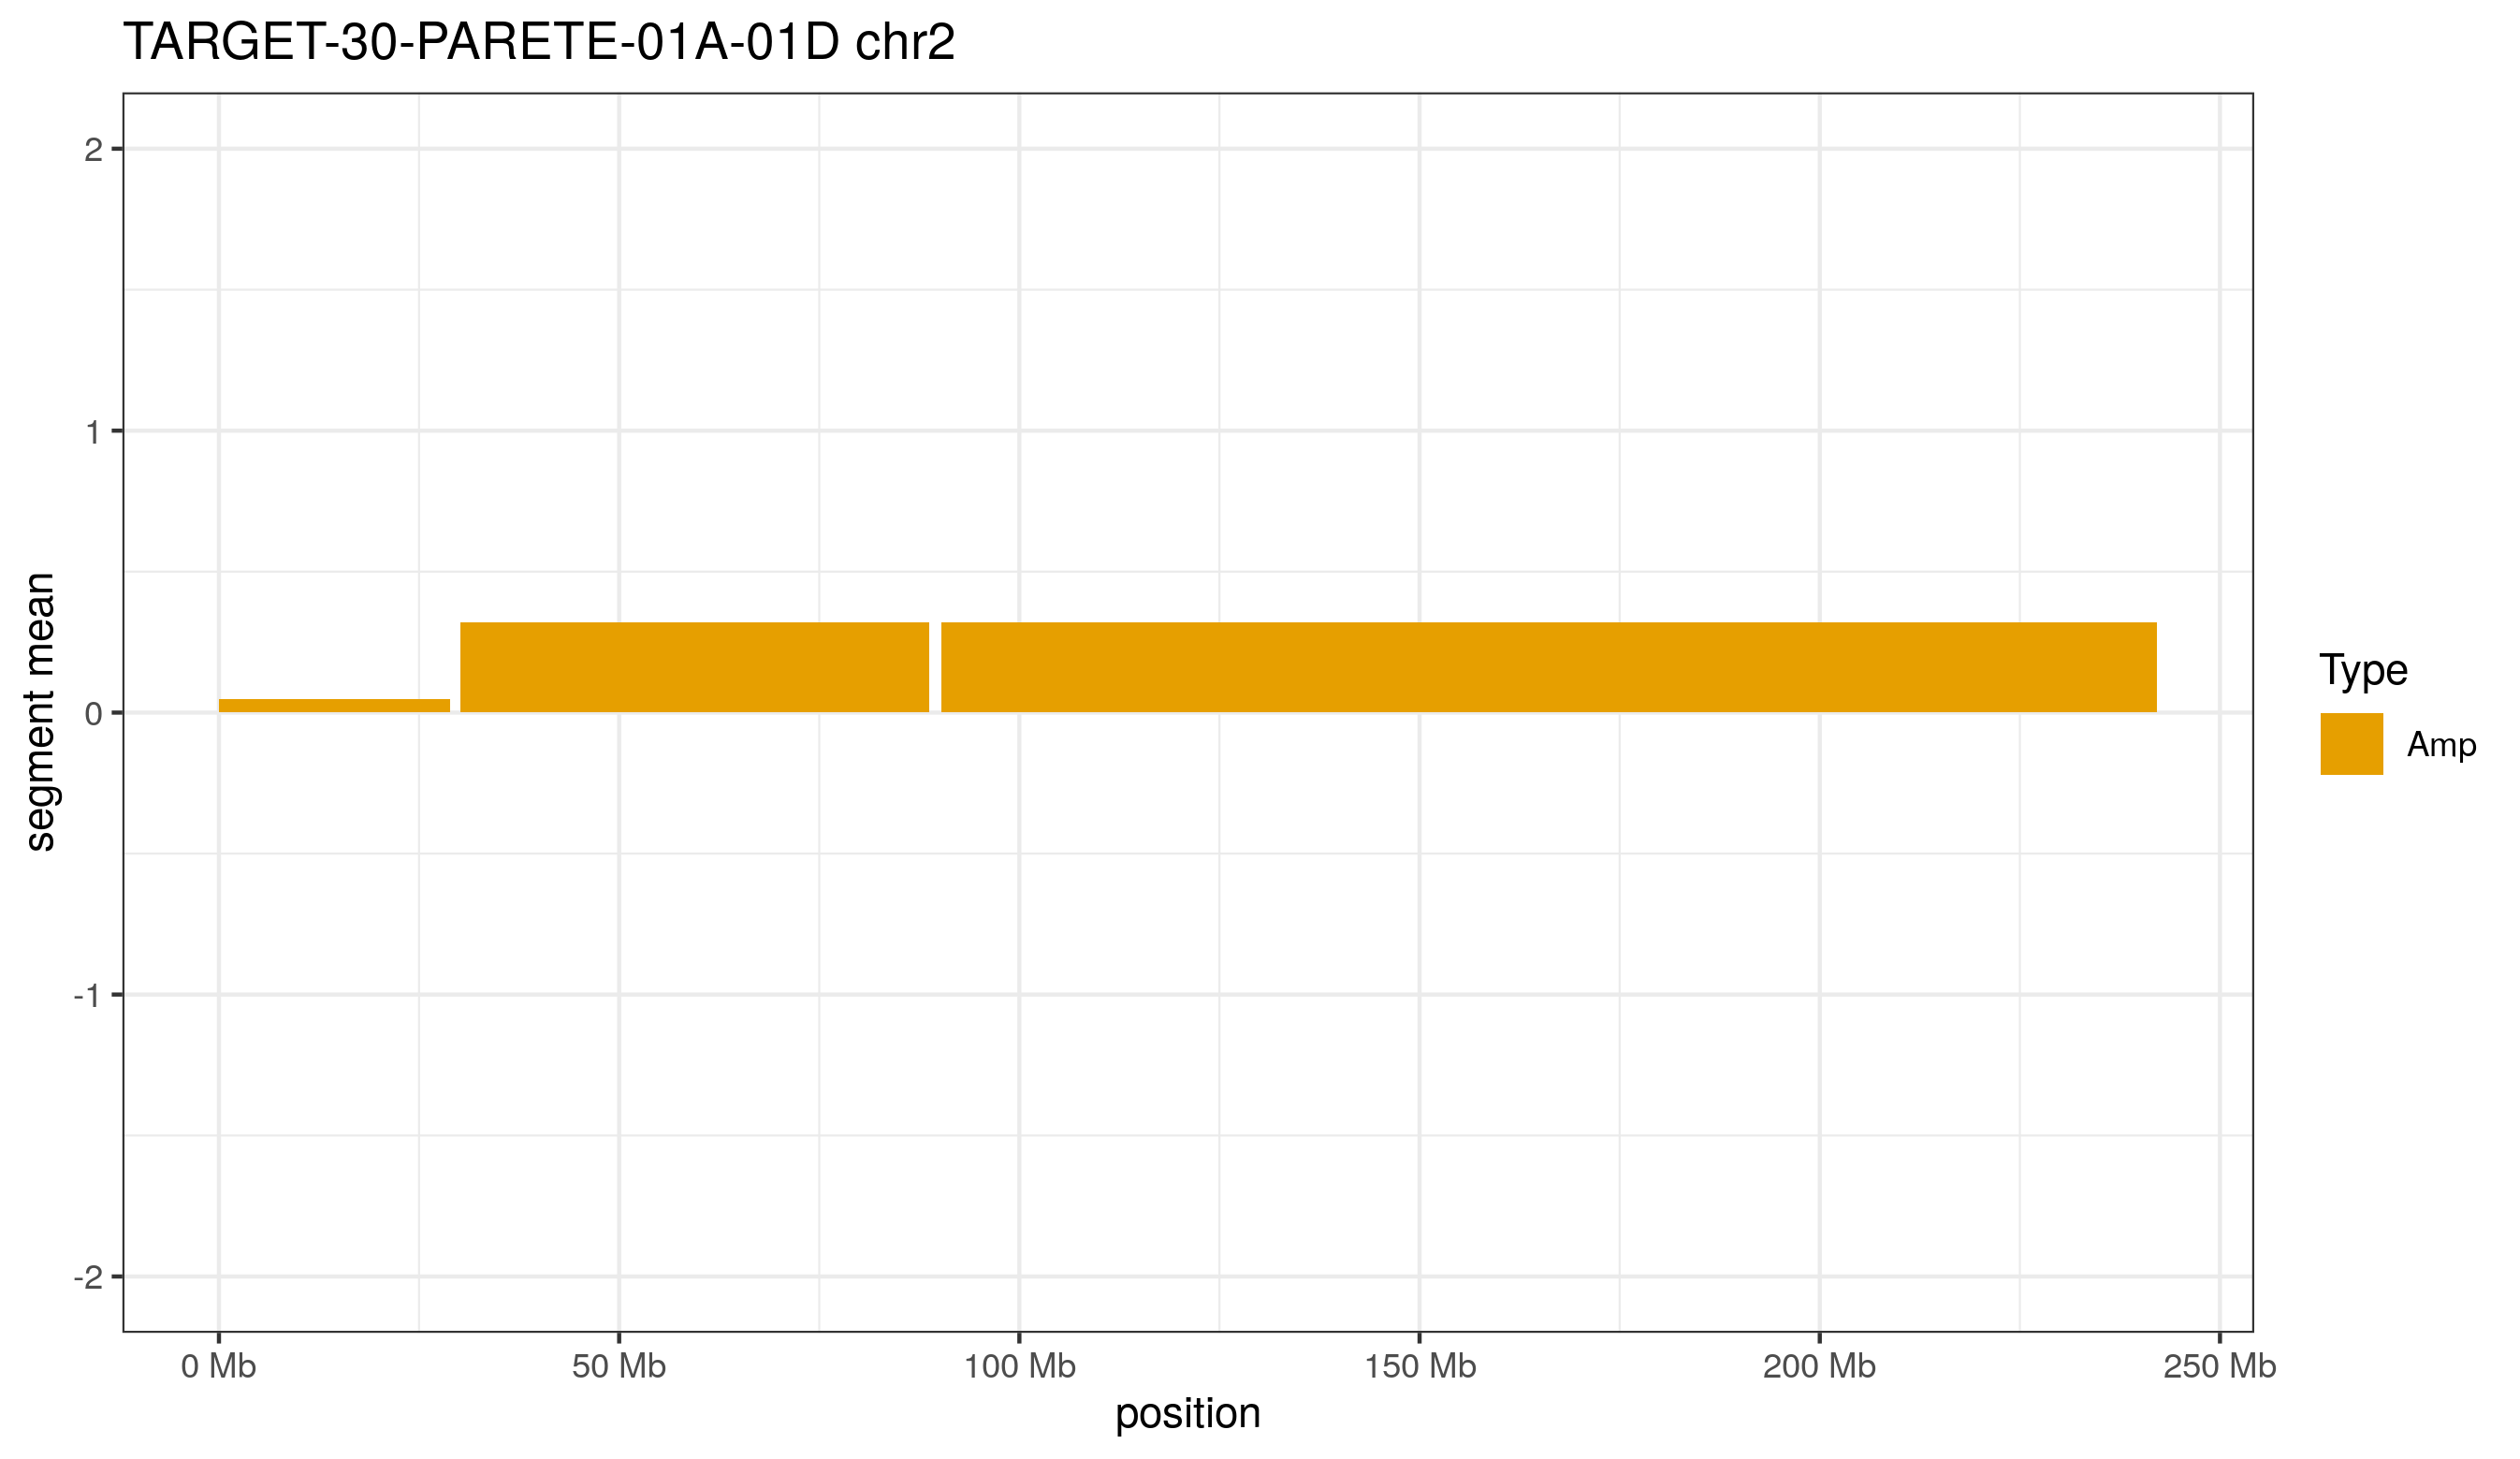 TARGET-30-PARETE-01A-01D chr2
2
1
0
-1
-2
segment mean
0 Mb 50 Mb 100 Mb 150 Mb 200 Mb 250 Mb
position
Type
Amp